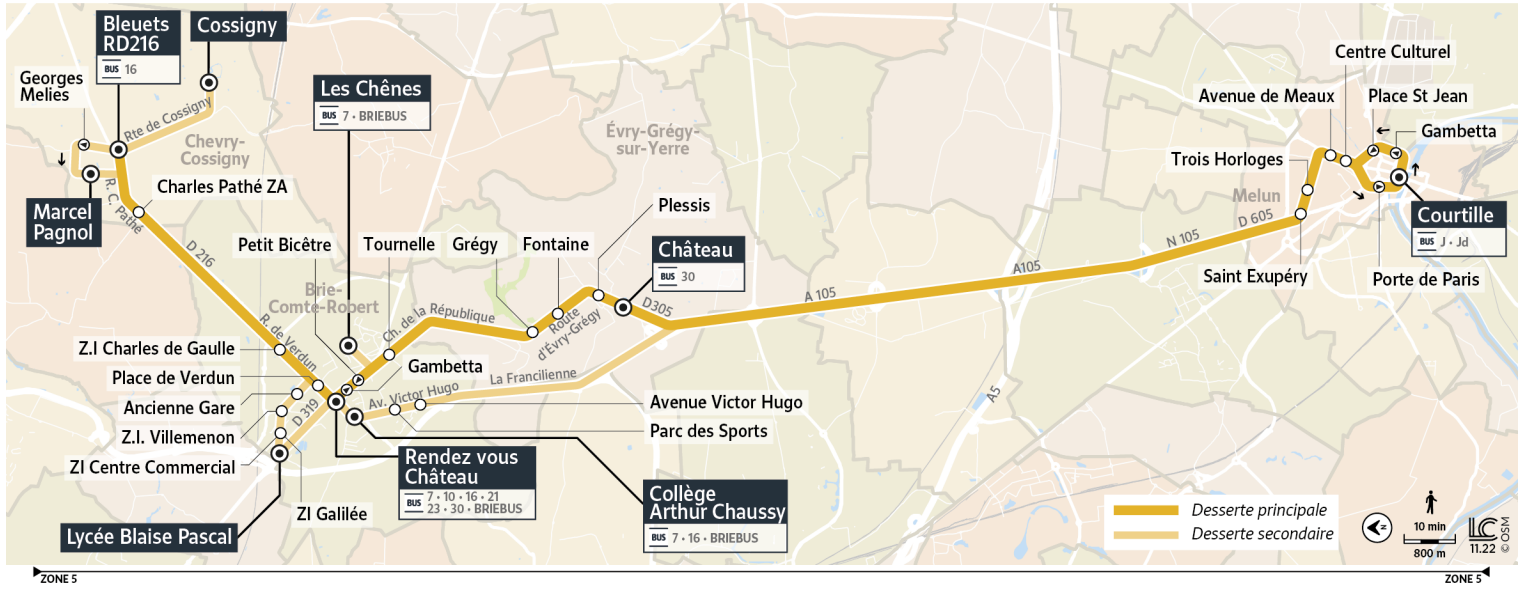 Bleuets
RD216
BUS 16
Cossigny
Georges
Melies
Rte de Cossigny
Chevry-
Cossigny
Les Chênes
BUS 7 • BRIEBUS
Évry-Grégy-
sur-Yerre
Centre Culturel
Avenue de Meaux
Place St Jean
Gambetta
Trois Horloges
Melun
D 605
Courtille
BUS J • Jd
Marcel
Pagnol
R. C. Pathé
Charles Pathé ZA
D 216
Petit Bicêtre
Tournelle
Grégy
Fontaine
Plessis
Château
BUS 30
N 105
A105
A 105
Saint Exupéry
Porte de Paris
Brie-
Comte-Robert
Ch. de la République
Route
d'Évry-Grégy
D305
R. de Verdun
Z.I Charles de Gaulle
Place de Verdun
Ancienne Gare
Z.I. Villemenon
ZI Centre Commercial
D 319
Gambetta
Av. Victor Hugo
La Francilienne
A5
Avenue Victor Hugo
Parc des Sports
Rendez vous
Château
BUS 7 • 10 • 16 • 21
23 • 30 • BRIEBUS
ZI Galilée
Lycée Blaise Pascal
Collège
Arthur Chaussy
BUS 7 • 16 • BRIEBUS
Desserte principale
Desserte secondaire
N
10 min
800 m
LC
11.22
© OSM
ZONE 5
ZONE 5